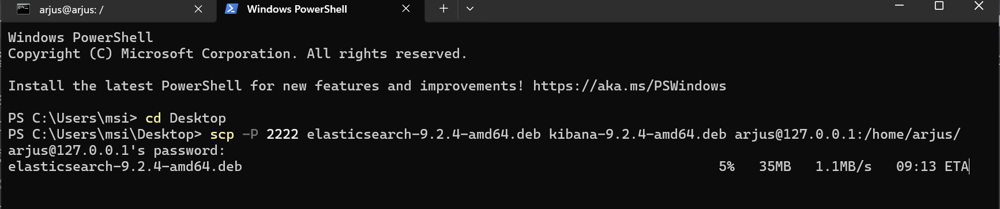 arjus@arjus: /
Windows PowerShell
Windows PowerShell
Copyright (C) Microsoft Corporation. All rights reserved.
Install the latest PowerShell for new features and improvements! https://aka.ms/PSWindows
PS C:\Users\msi> cd Desktop
PS C:\Users\msi\Desktop> scp -P 2222 elasticsearch-9.2.4-amd64.deb kibana-9.2.4-amd64.deb arjus@127.0.0.1:/home/arjus/
arjus@127.0.0.1's password:
elasticsearch-9.2.4-amd64.deb 5% 35MB 1.1MB/s 09:13 ETA